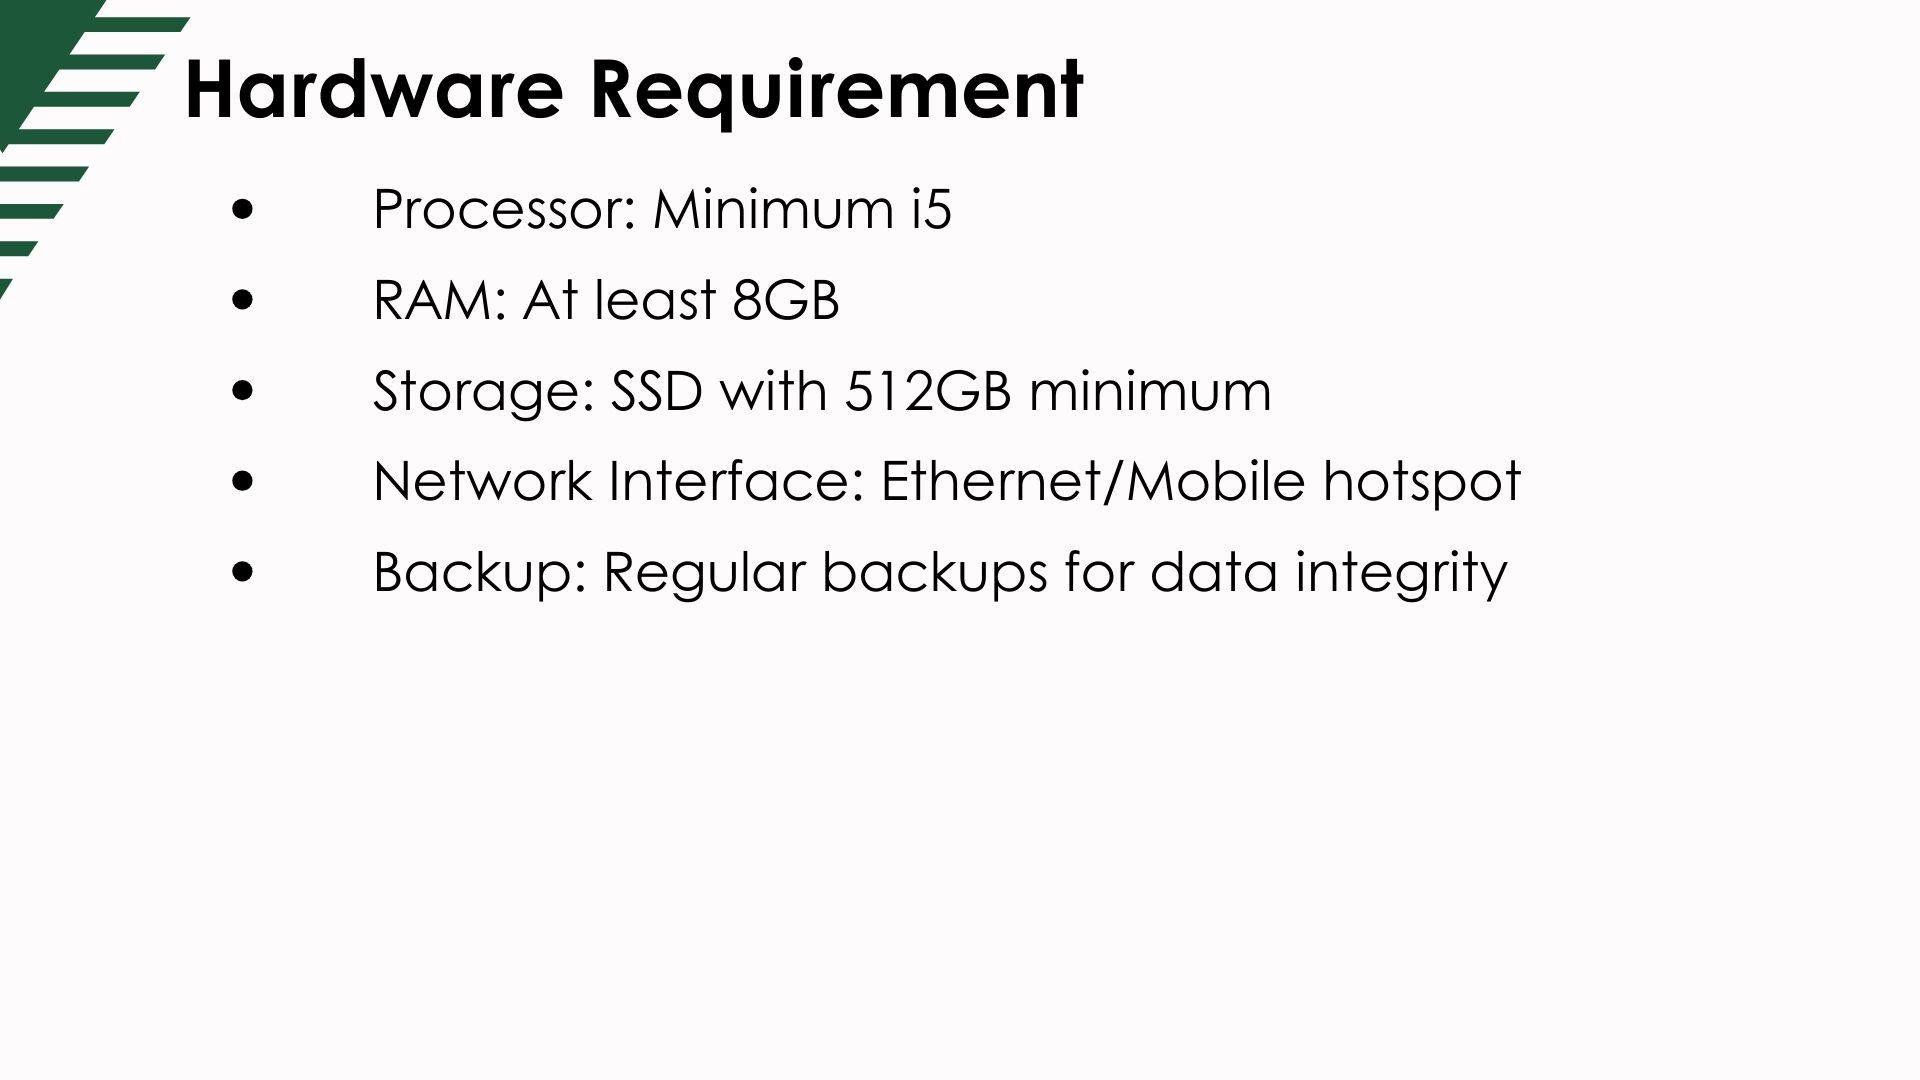 Hardware Requirement
• Processor: Minimum i5
• RAM: At least 8GB
• Storage: SSD with 512GB minimum
• Network Interface: Ethernet/Mobile hotspot
• Backup: Regular backups for data integrity